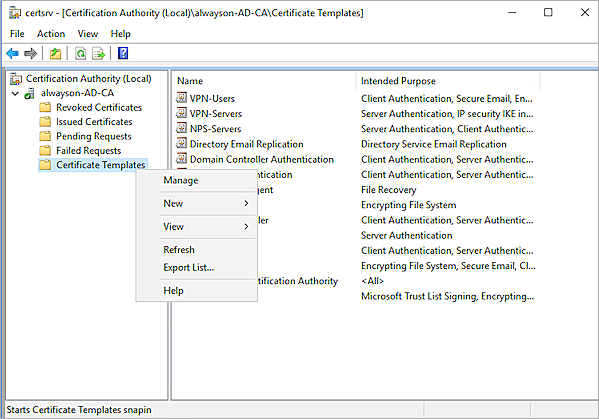 certsrv - [Certification Authority (Local)\alwayson-AD-CA\Certificate Templates]
File Action View Help
Certification Authority (Local)
alwayson-AD-CA
Revoked Certificates
Issued Certificates
Pending Requests
Failed Requests
Certificate Templates
Manage
New
View
Refresh
Export List...
Help
Name Intended Purpose
VPN-Users Client Authentication, Secure Email, En...
VPN-Servers Server Authentication, IP security IKE in...
NPS-Servers Server Authentication, Client Authentic...
Directory Email Replication Directory Service Email Replication
Domain Controller Authentication Client Authentication, Server Authentic...
entication Client Authentication, Server Authentic...
gent File Recovery
Encrypting File System
ler Client Authentication, Server Authentic...
Server Authentication
Client Authentication, Server Authentic...
Encrypting File System, Secure Email, Cl...
tification Authority <All>
Microsoft Trust List Signing, Encrypting...
Starts Certificate Templates snapin